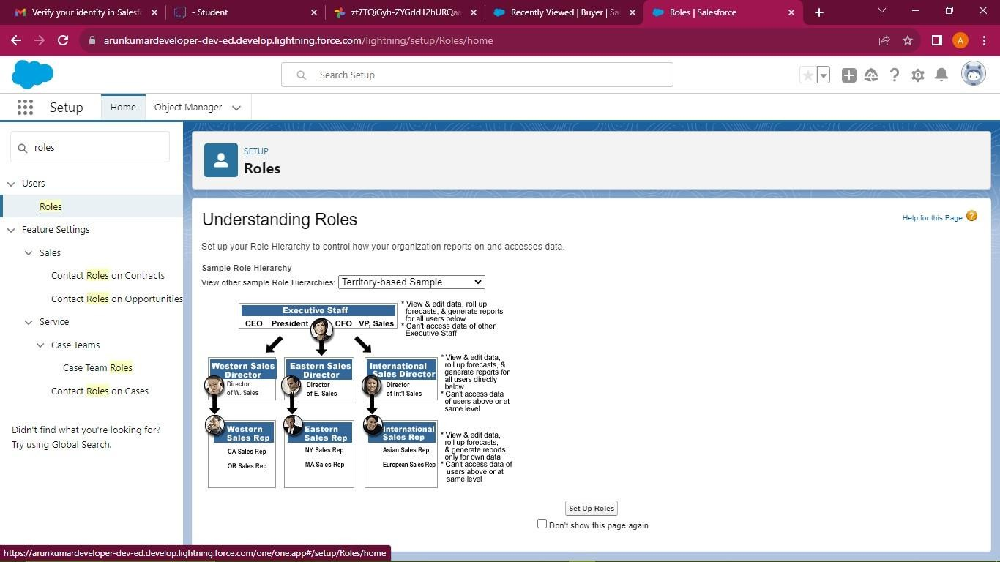 Verify your identity in Salesf
- Student
zt7TQiGyh-ZYGdd12hURQaa
Recently Viewed | Buyer | Sal
Roles | Salesforce
arunkumardeveloper-dev-ed.develop.lightning.force.com/lightning/setup/Roles/home
A
Search Setup
Setup
Home
Object Manager
roles
Users
Roles
Feature Settings
Sales
Contact Roles on Contracts
Contact Roles on Opportunities
Service
Case Teams
Case Team Roles
Contact Roles on Cases
Didn't find what you're looking for?
Try using Global Search.
SETUP
Roles
Understanding Roles
Help for this Page ?
Set up your Role Hierarchy to control how your organization reports on and accesses data.
Sample Role Hierarchy
View other sample Role Hierarchies: Territory-based Sample
Executive Staff
CEO President CFO VP, Sales
* View & edit data, roll up
forecasts, & generate reports
for all users below
* Can't access data of other
Executive Staff
Western Sales
Director
Director
of W. Sales
Eastern Sales
Director
Director
of E. Sales
International
Sales Director
Director
of Int'l Sales
* View & edit data,
roll up forecasts, &
generate reports for
all users directly
below
* Can't access data
of users above or at
same level
Western
Sales Rep
CA Sales Rep
OR Sales Rep
Eastern
Sales Rep
NY Sales Rep
MA Sales Rep
International
Sales Rep
Asian Sales Rep
European Sales Rep
* View & edit data,
roll up forecasts,
& generate reports
only for own data
* Can't access data of
users above or at
same level
Set Up Roles
Don't show this page again
https://arunkumardeveloper-dev-ed.develop.lightning.force.com/one/one.app#/setup/Roles/home